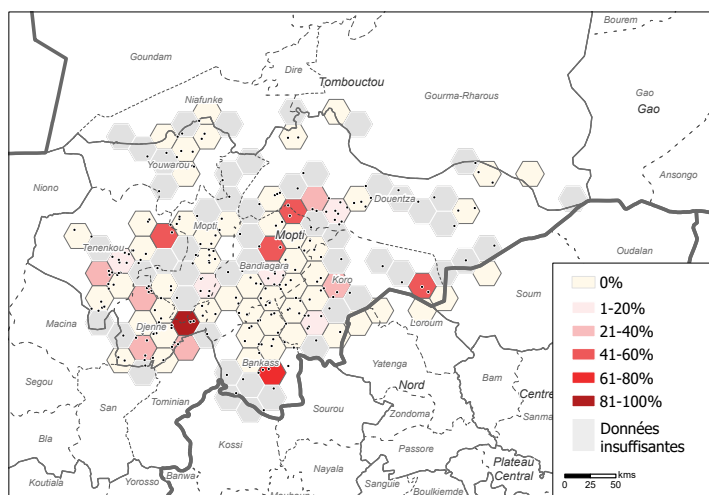 Bourem
Goundam
Dire
Tombouctou
Gourma-Rharous
Gao
Gao
Niafunke
Youwarou
Niono
Ansongo
Douentza
Mopti
Mopti
Tenenkou
Bandiagara
Oudalan
Koro
Soum
Macina
Djenne
Loroum
Bankass
Yatenga
Bam
Segou
Nord
Centre
San
Tominian
Sourou
Zondoma
Sanma
Bla
Kossi
Passore
Nayala
Plateau
Central
Koutiala
Yorosso
Banwa
Sanguie
Boulkiemde
0%
1-20%
21-40%
41-60%
61-80%
81-100%
Données
insuffisantes
kms
0 25 50